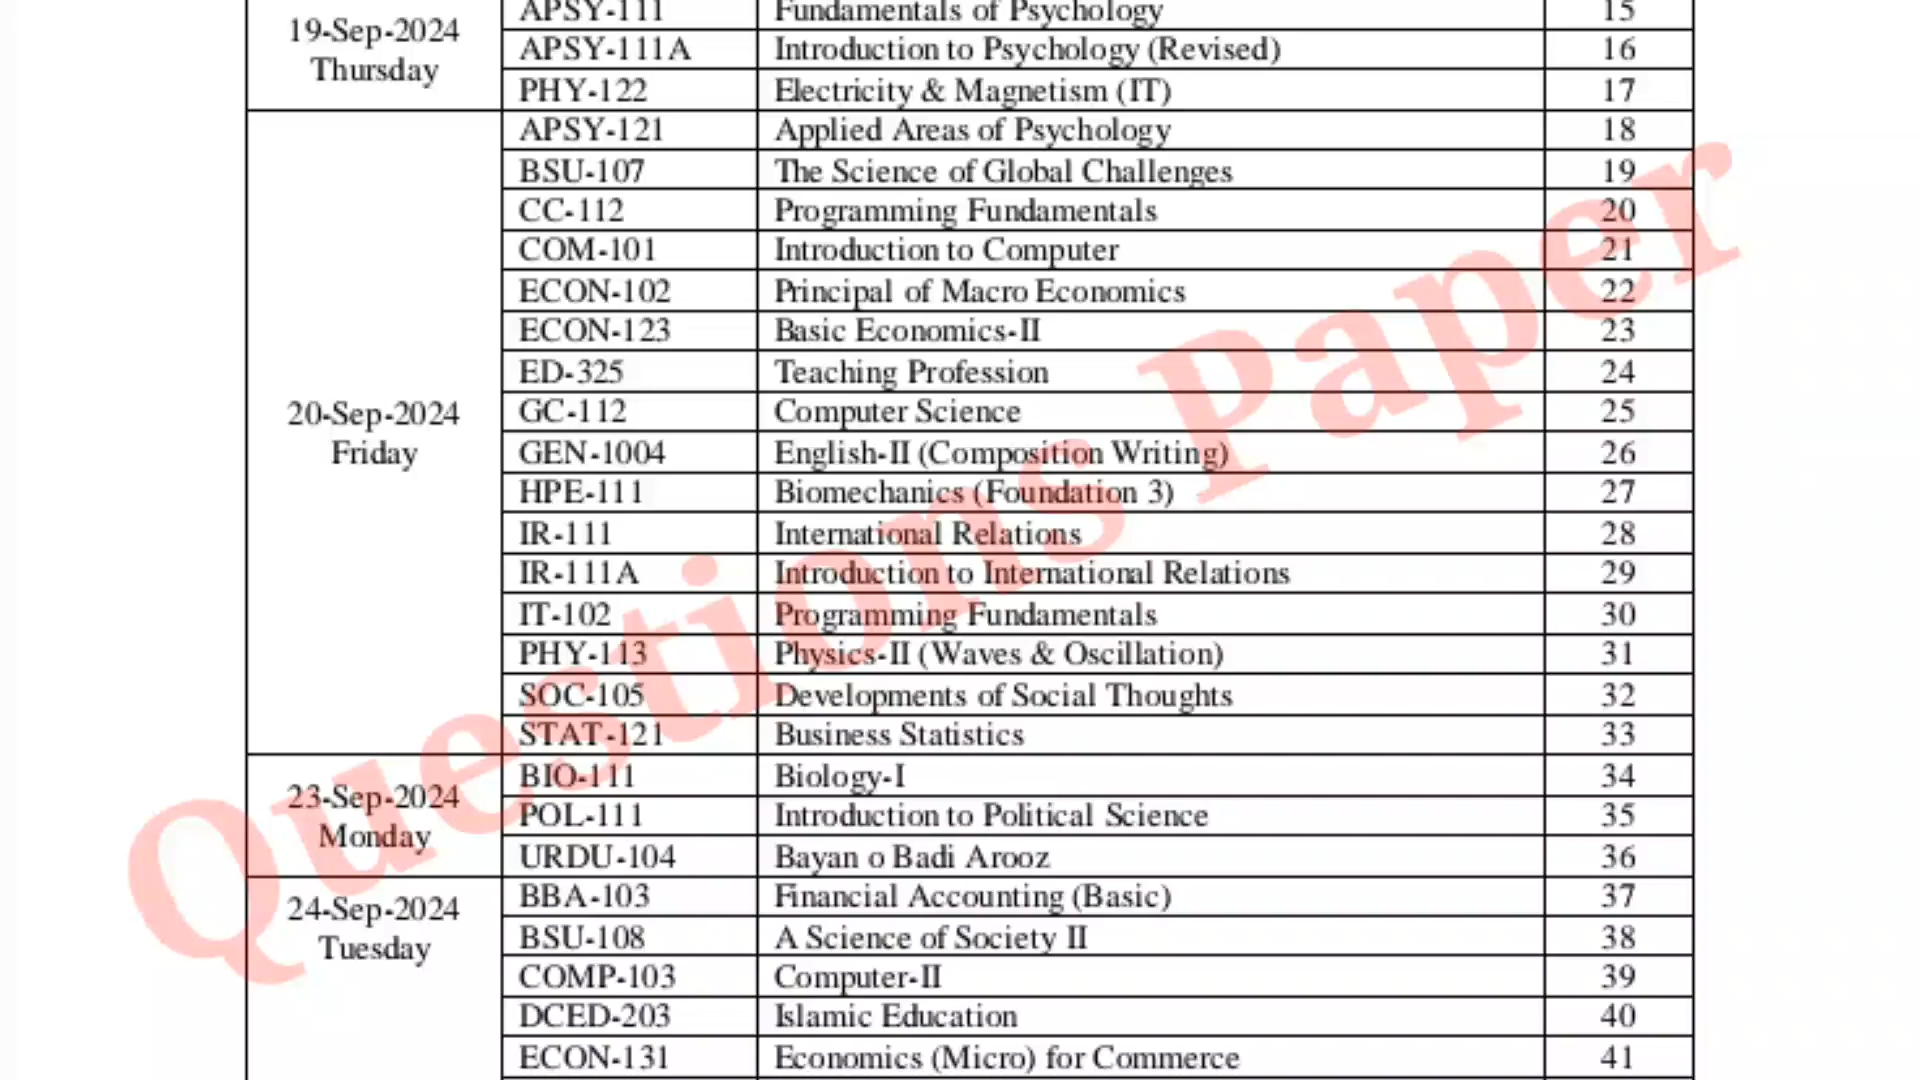 19-Sep-2024
Thursday
APSY-111 Fundamentals of Psychology 15
APSY-111A Introduction to Psychology (Revised) 16
PHY-122 Electricity & Magnetism (IT) 17
20-Sep-2024
Friday
APSY-121 Applied Areas of Psychology 18
BSU-107 The Science of Global Challenges 19
CC-112 Programming Fundamentals 20
COM-101 Introduction to Computer 21
ECON-102 Principal of Macro Economics 22
ECON-123 Basic Economics-II 23
ED-325 Teaching Profession 24
GC-112 Computer Science 25
GEN-1004 English-II (Composition Writing) 26
HPE-111 Biomechanics (Foundation 3) 27
IR-111 International Relations 28
IR-111A Introduction to International Relations 29
IT-102 Programming Fundamentals 30
PHY-113 Physics-II (Waves & Oscillation) 31
SOC-105 Developments of Social Thoughts 32
STAT-121 Business Statistics 33
23-Sep-2024
Monday
BIO-111 Biology-I 34
POL-111 Introduction to Political Science 35
URDU-104 Bayan o Badi Arooz 36
24-Sep-2024
Tuesday
BBA-103 Financial Accounting (Basic) 37
BSU-108 A Science of Society II 38
COMP-103 Computer-II 39
DCED-203 Islamic Education 40
ECON-131 Economics (Micro) for Commerce 41
Questions Paper